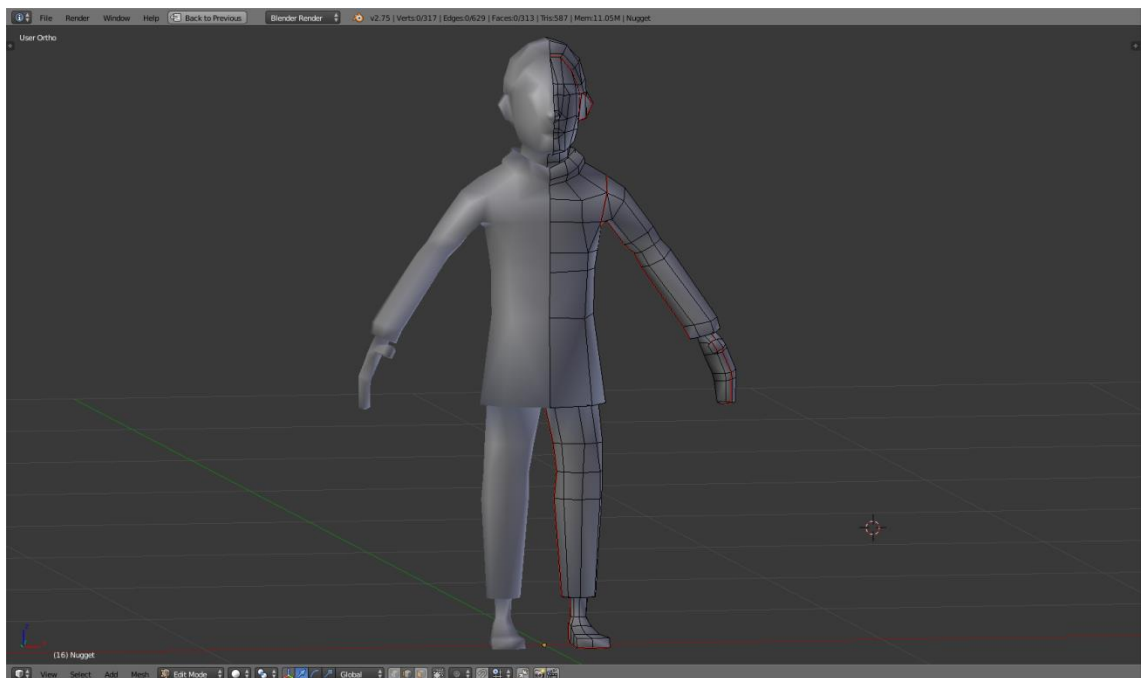 File Render Window Help Back to Previous Blender Render v2.75 | Verts:0/317 | Edges:0/629 | Faces:0/313 | Tris:587 | Mem:11.05M | Nugget
User Ortho
(16) Nugget
View Select Add Mesh Edit Mode Global